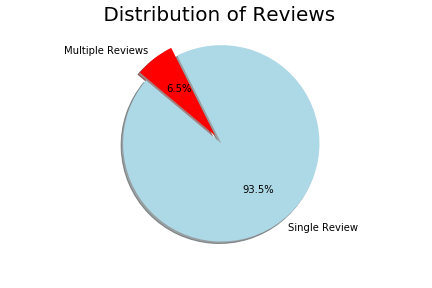 Distribution of Reviews
Multiple Reviews
6.5%
93.5%
Single Review